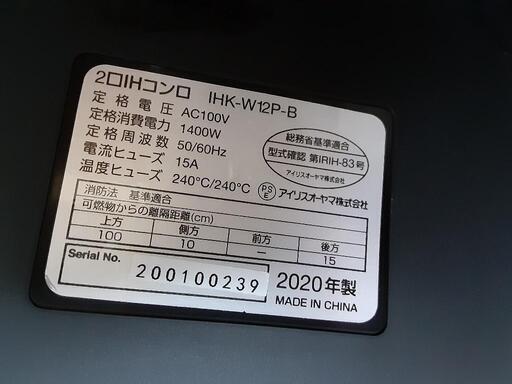 2口IHコンロ IHK-W12P-B
定格電圧 AC100V
定格消費電力 1400W
定格周波数 50/60Hz
電流ヒューズ 15A
温度ヒューズ 240℃/240℃
総務省基準適合
型式確認 第IRIH-83号
アイリスオーヤマ株式会社
PSE アイリスオーヤマ株式会社
消防法 基準適合
可燃物からの離隔距離(cm)
上方 側方 前方 後方
100 10 — 15
Serial No. 200100239
2020年製
MADE IN CHINA